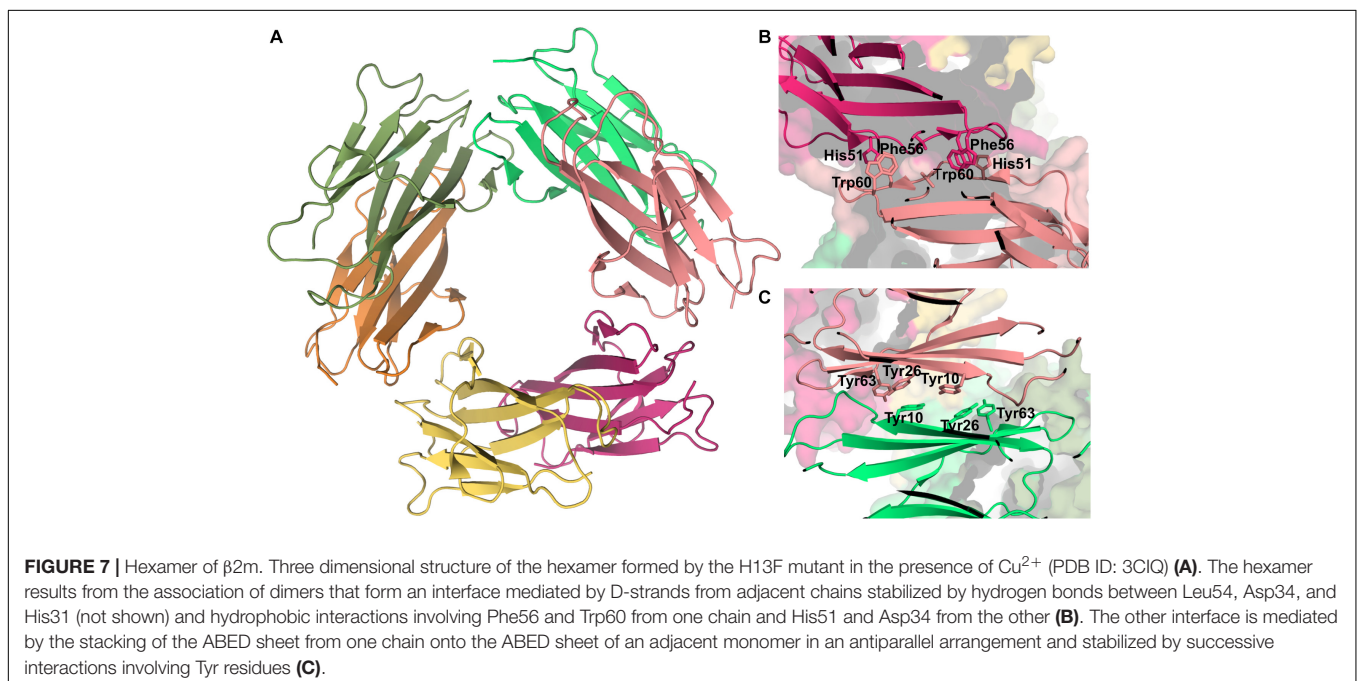 A
B
His51 Phe56 Phe56
His51
Trp60 Trp60
C
Tyr63 Tyr26 Tyr10
Tyr10 Tyr26 Tyr63
FIGURE 7 | Hexamer of β2m. Three dimensional structure of the hexamer formed by the H13F mutant in the presence of Cu²⁺ (PDB ID: 3CIQ) (A). The hexamer
results from the association of dimers that form an interface mediated by D-strands from adjacent chains stabilized by hydrogen bonds between Leu54, Asp34, and
His31 (not shown) and hydrophobic interactions involving Phe56 and Trp60 from one chain and His51 and Asp34 from the other (B). The other interface is mediated
by the stacking of the ABED sheet from one chain onto the ABED sheet of an adjacent monomer in an antiparallel arrangement and stabilized by successive
interactions involving Tyr residues (C).